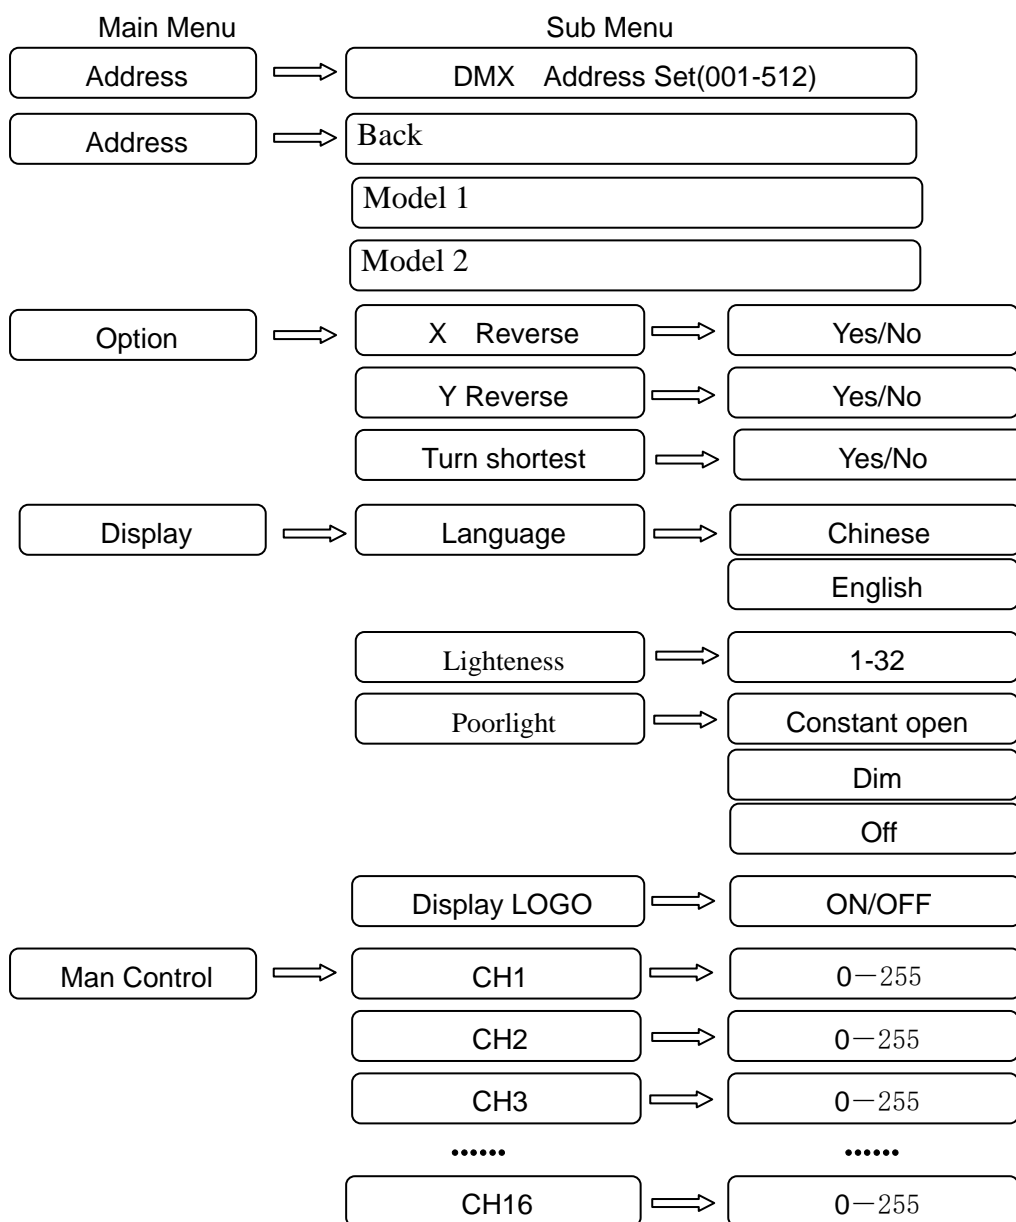 Main Menu Sub Menu
Address DMX Address Set(001-512)
Address Back
Model 1
Model 2
Option X Reverse Yes/No
Y Reverse Yes/No
Turn shortest Yes/No
Display Language Chinese
English
Lighteness 1-32
Poorlight Constant open
Dim
Off
Display LOGO ON/OFF
Man Control CH1 0－255
CH2 0－255
CH3 0－255
•••••• ••••••
CH16 0－255